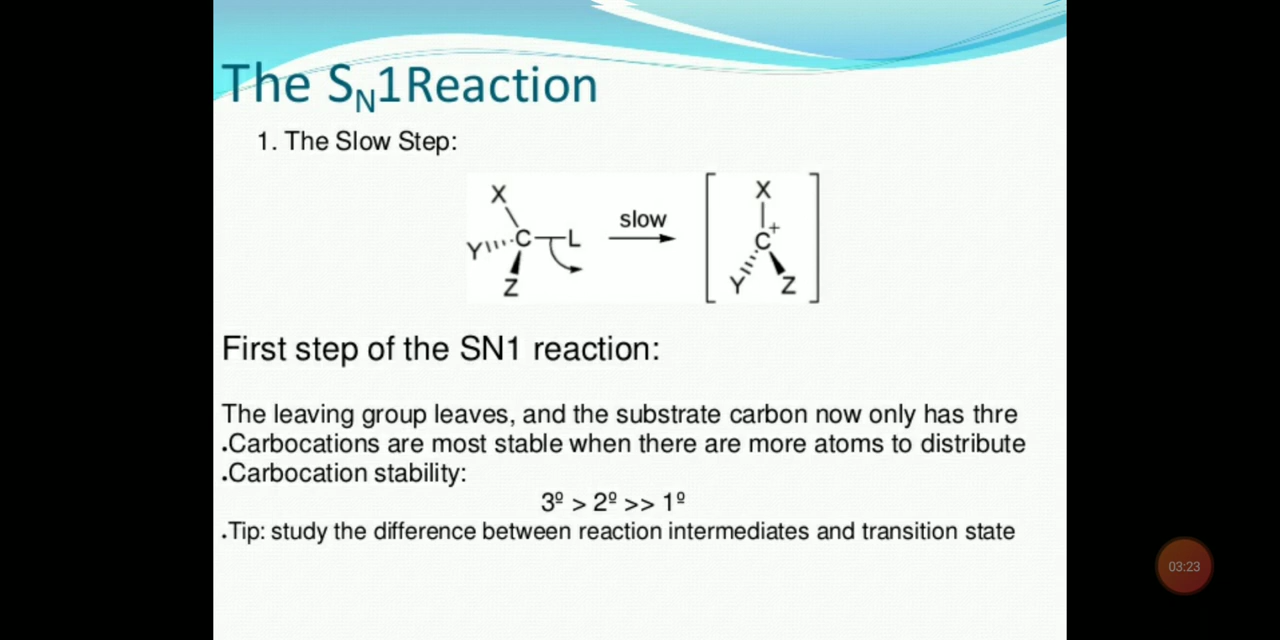 The SN1Reaction
1. The Slow Step:
X
Y C L
Z
slow
X
C+
Y Z
First step of the SN1 reaction:
The leaving group leaves, and the substrate carbon now only has thre
.Carbocations are most stable when there are more atoms to distribute
.Carbocation stability:
3º > 2º >> 1º
.Tip: study the difference between reaction intermediates and transition state
03:23